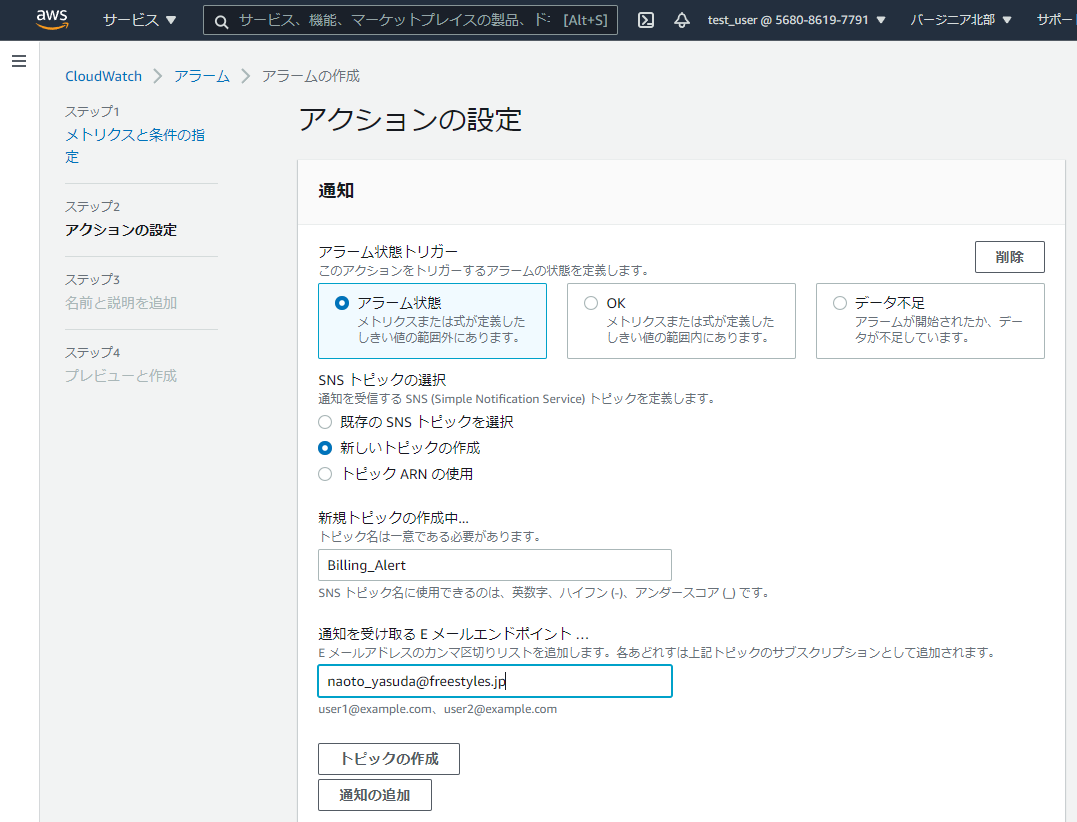 aws
サービス ▼
サービス、機能、マーケットプレイスの製品、ド: [Alt+S]
test_user @ 5680-8619-7791 ▼
バージニア北部 ▼
サポー
CloudWatch > アラーム > アラームの作成
ステップ1
メトリクスと条件の指
定
ステップ2
アクションの設定
ステップ3
名前と説明を追加
ステップ4
プレビューと作成
アクションの設定
通知
アラーム状態トリガー
このアクションをトリガーするアラームの状態を定義します。
削除
アラーム状態
メトリクスまたは式が定義した
しきい値の範囲外にあります。
OK
メトリクスまたは式が定義した
しきい値の範囲内にあります。
データ不足
アラームが開始されたか、デー
タが不足しています。
SNS トピックの選択
通知を受信する SNS (Simple Notification Service) トピックを定義します。
既存の SNS トピックを選択
新しいトピックの作成
トピック ARN の使用
新規トピックの作成中...
トピック名は一意である必要があります。
Billing_Alert
SNS トピック名に使用できるのは、英数字、ハイフン (-)、アンダースコア (_) です。
通知を受け取る E メールエンドポイント ...
E メールアドレスのカンマ区切りリストを追加します。各あどれすは上記トピックのサブスクリプションとして追加されます。
naoto_yasuda@freestyles.jp
user1@example.com、user2@example.com
トピックの作成
通知の追加